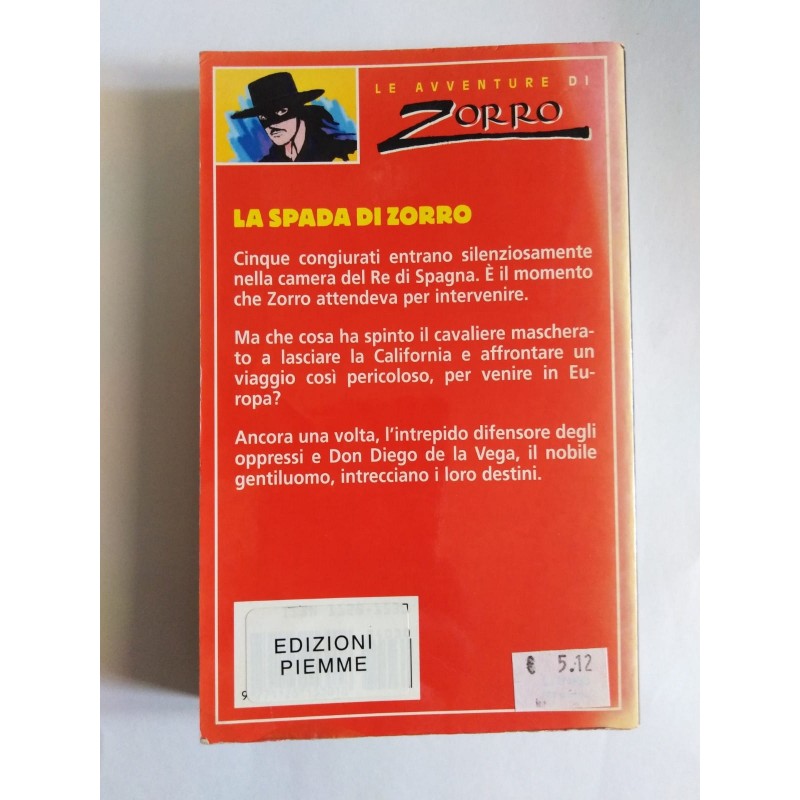 LE AVVENTURE DI
ZORRO
LA SPADA DI ZORRO
Cinque congiurati entrano silenziosamente
nella camera del Re di Spagna. È il momento
che Zorro attendeva per intervenire.
Ma che cosa ha spinto il cavaliere maschera-
to a lasciare la California e affrontare un
viaggio così pericoloso, per venire in Eu-
ropa?
Ancora una volta, l'intrepido difensore degli
oppressi e Don Diego de la Vega, il nobile
gentiluomo, intrecciano i loro destini.
EDIZIONI
PIEMME
9
€ 5.12